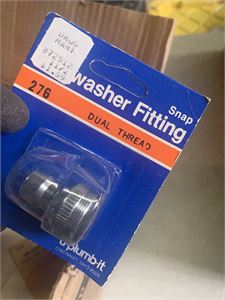 DRUG
MART
Snap
washer Fitting
276
DUAL THREAD
plumb·it